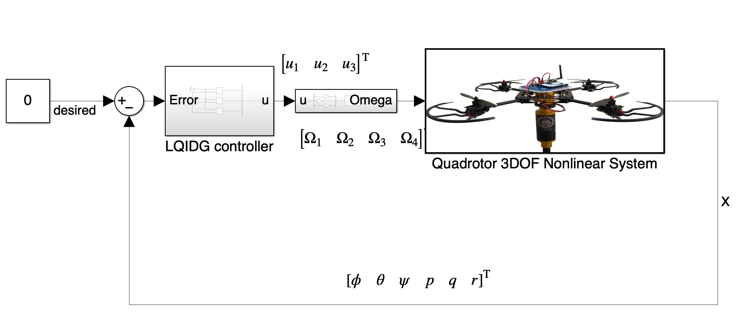 [u₁ u₂ u₃]ᵀ
0
desired
+
−
Error
u
u
Omega
LQIDG controller
[Ω₁ Ω₂ Ω₃ Ω₄]ᵀ
Quadrotor 3DOF Nonlinear System
X
[ϕ θ ψ p q r]ᵀ